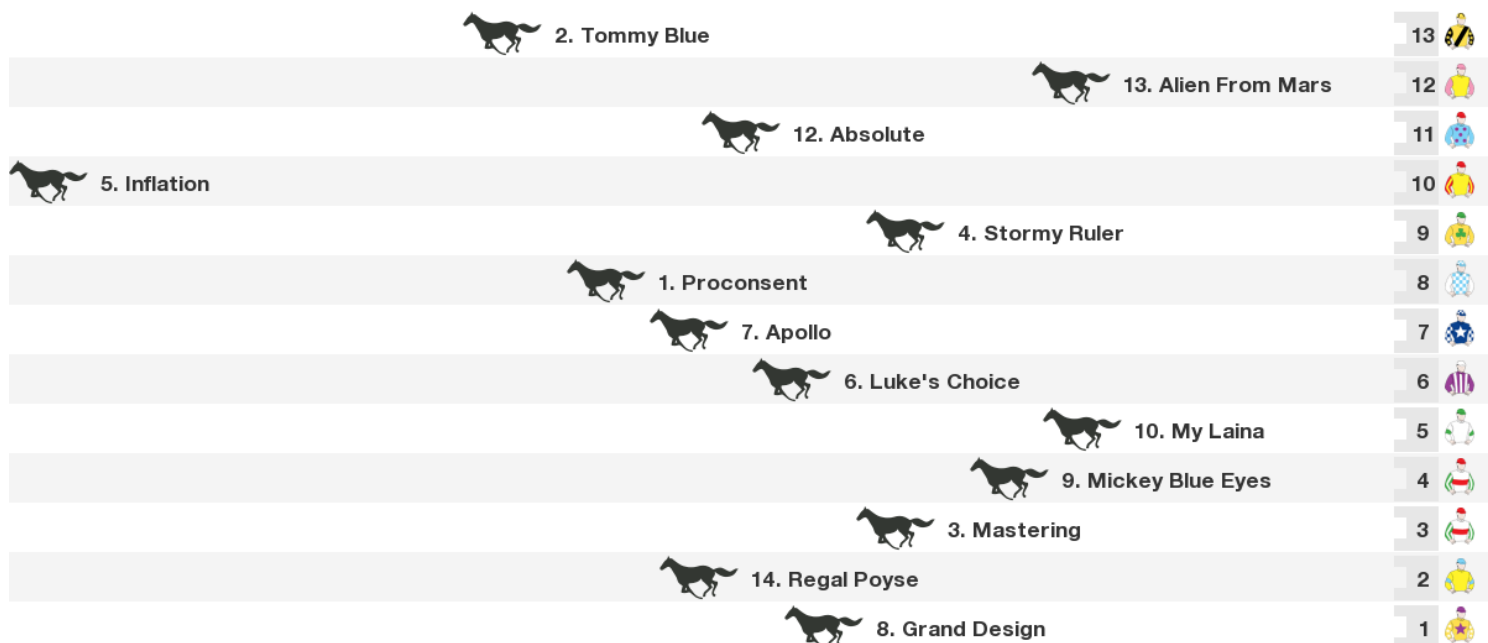 2. Tommy Blue 13
13. Alien From Mars 12
12. Absolute 11
5. Inflation 10
4. Stormy Ruler 9
1. Proconsent 8
7. Apollo 7
6. Luke's Choice 6
10. My Laina 5
9. Mickey Blue Eyes 4
3. Mastering 3
14. Regal Poyse 2
8. Grand Design 1